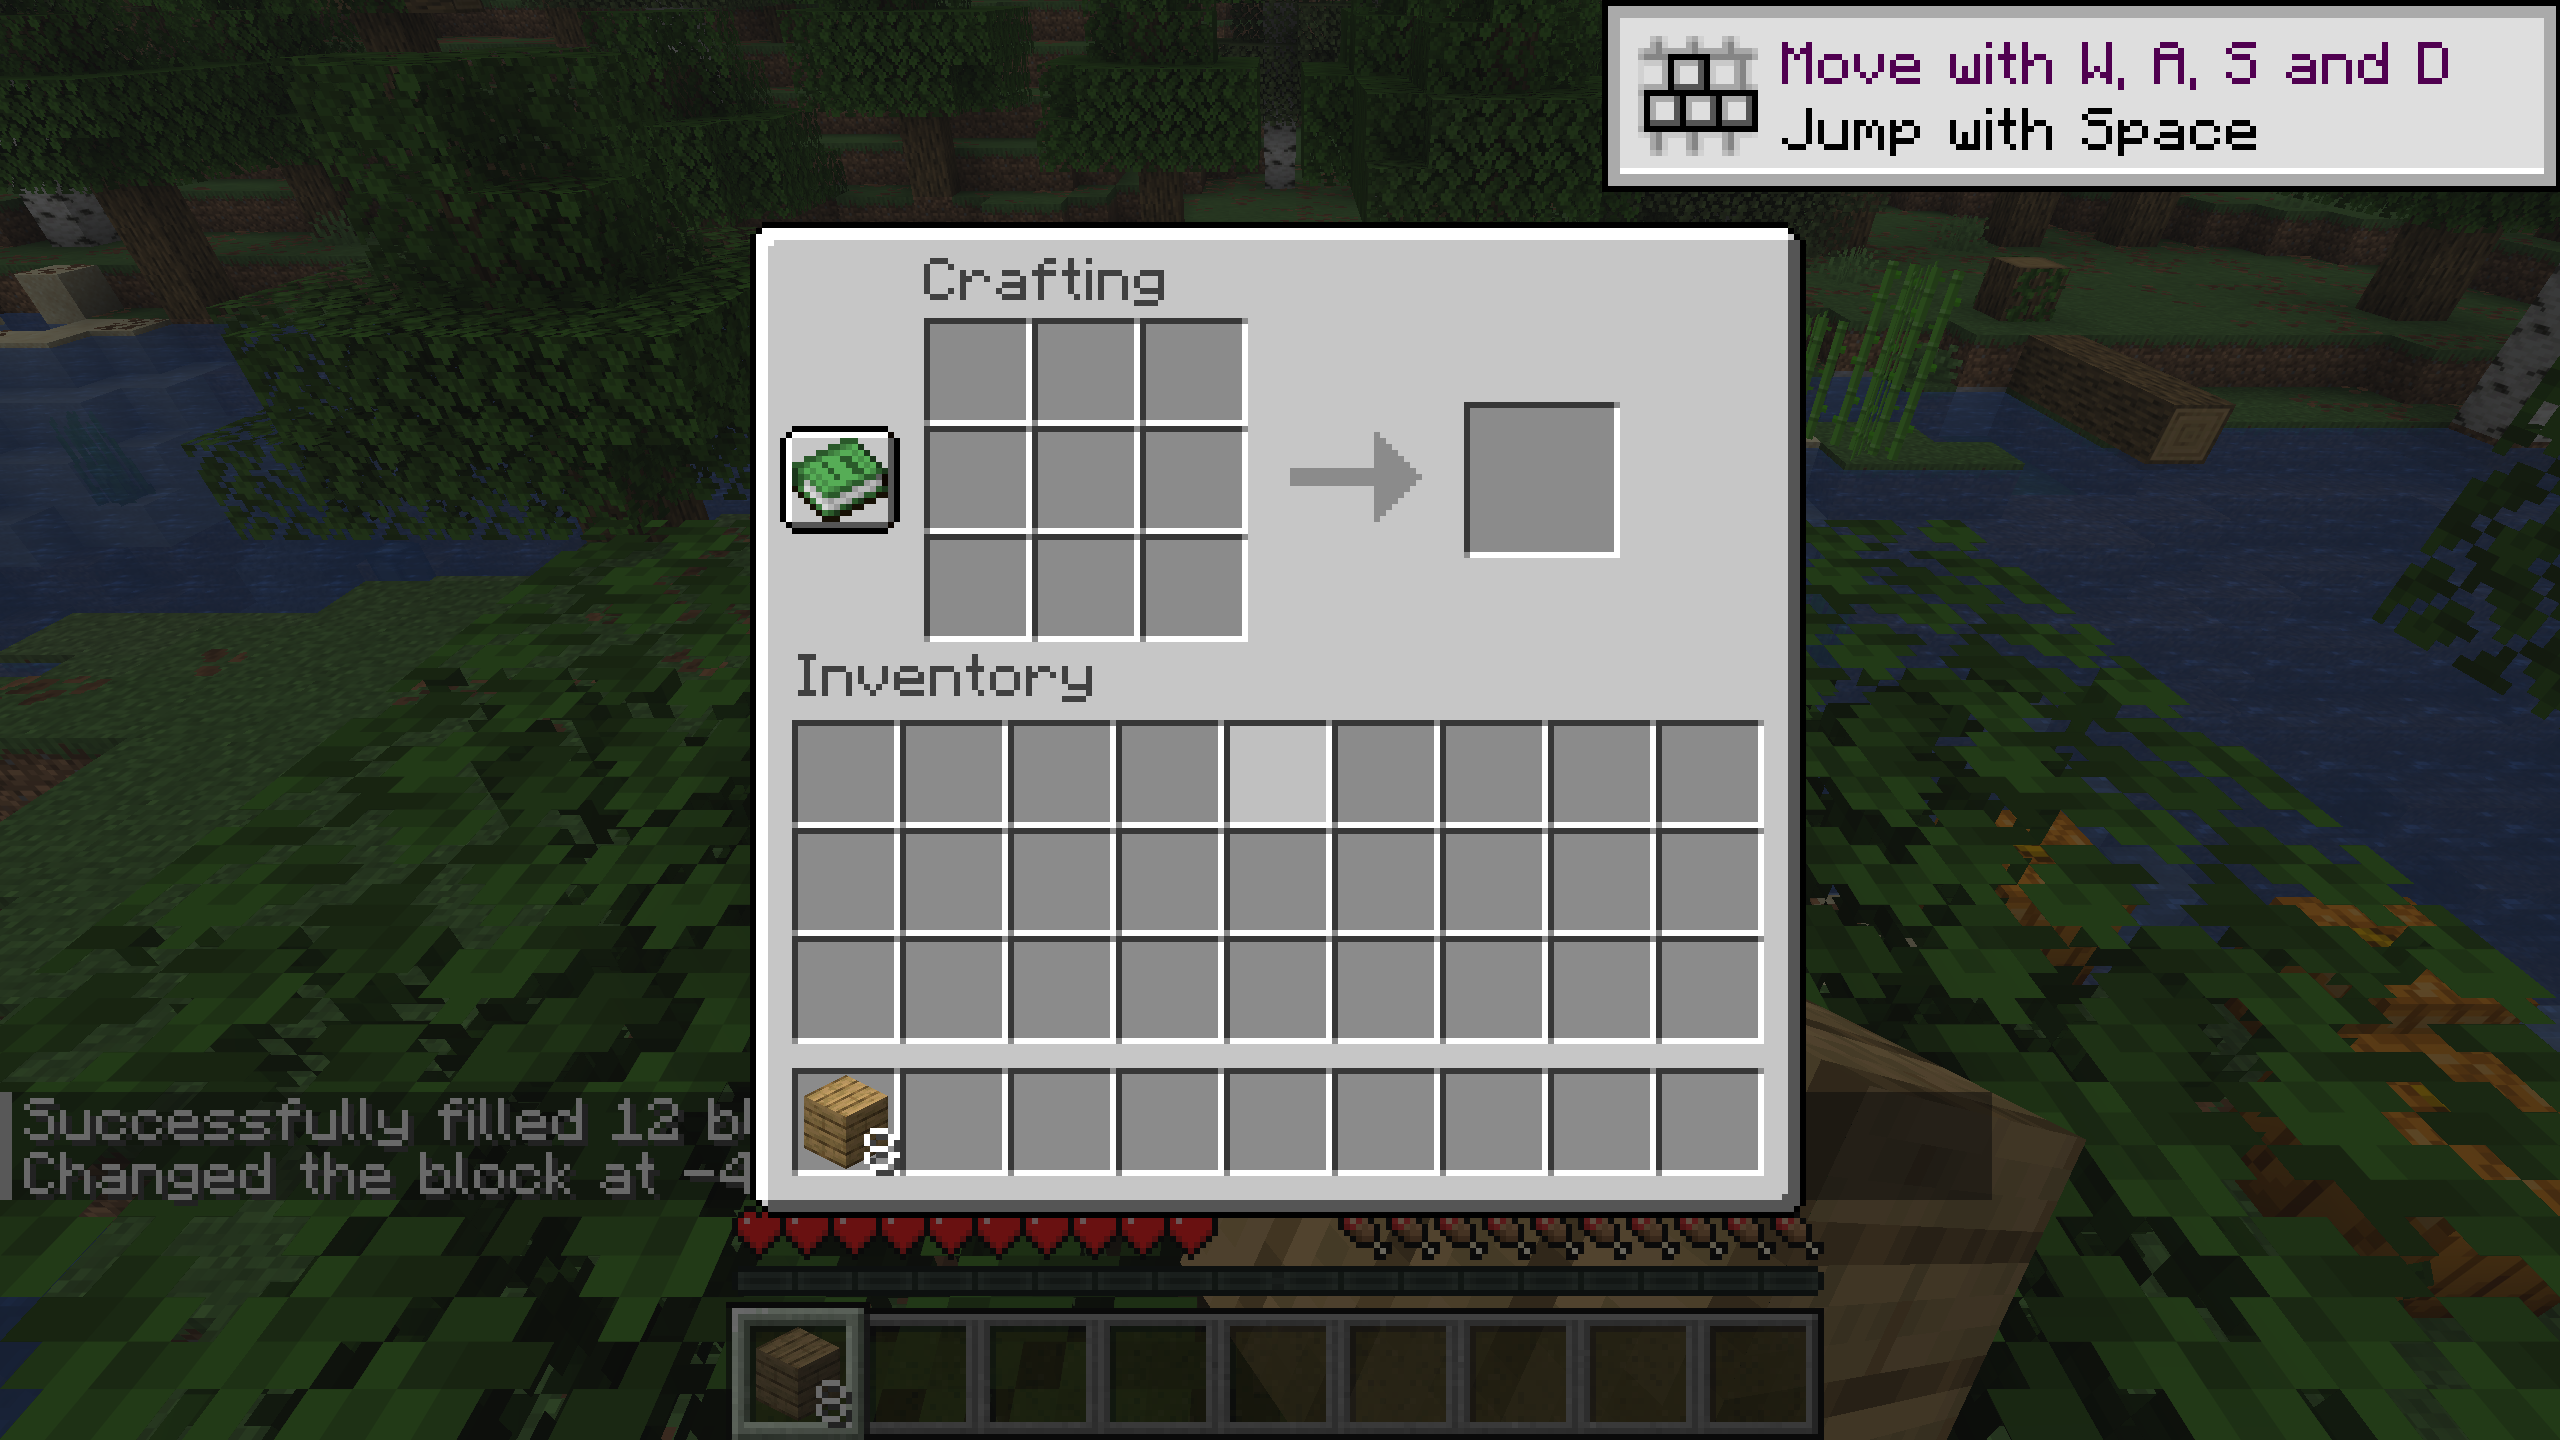 Move with W, A, S and D
Jump with Space
Crafting
Inventory
8
Successfully filled 12
Changed the block at
8